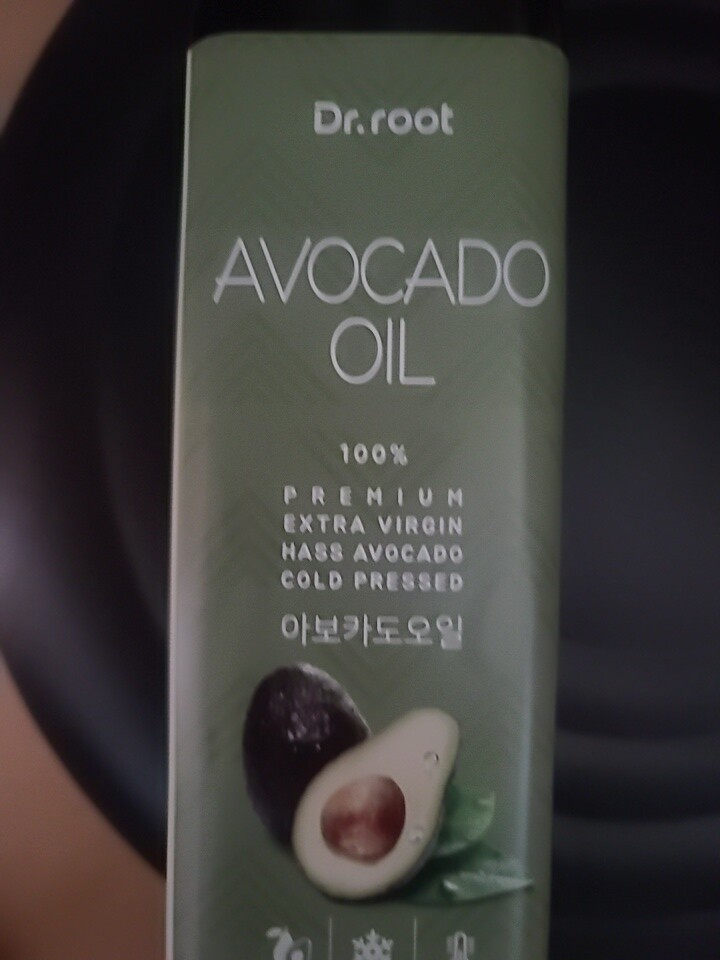 Dr.root
AVOCADO
OIL
100%
PREMIUM
EXTRA VIRGIN
HASS AVOCADO
COLD PRESSED
아보카도오일